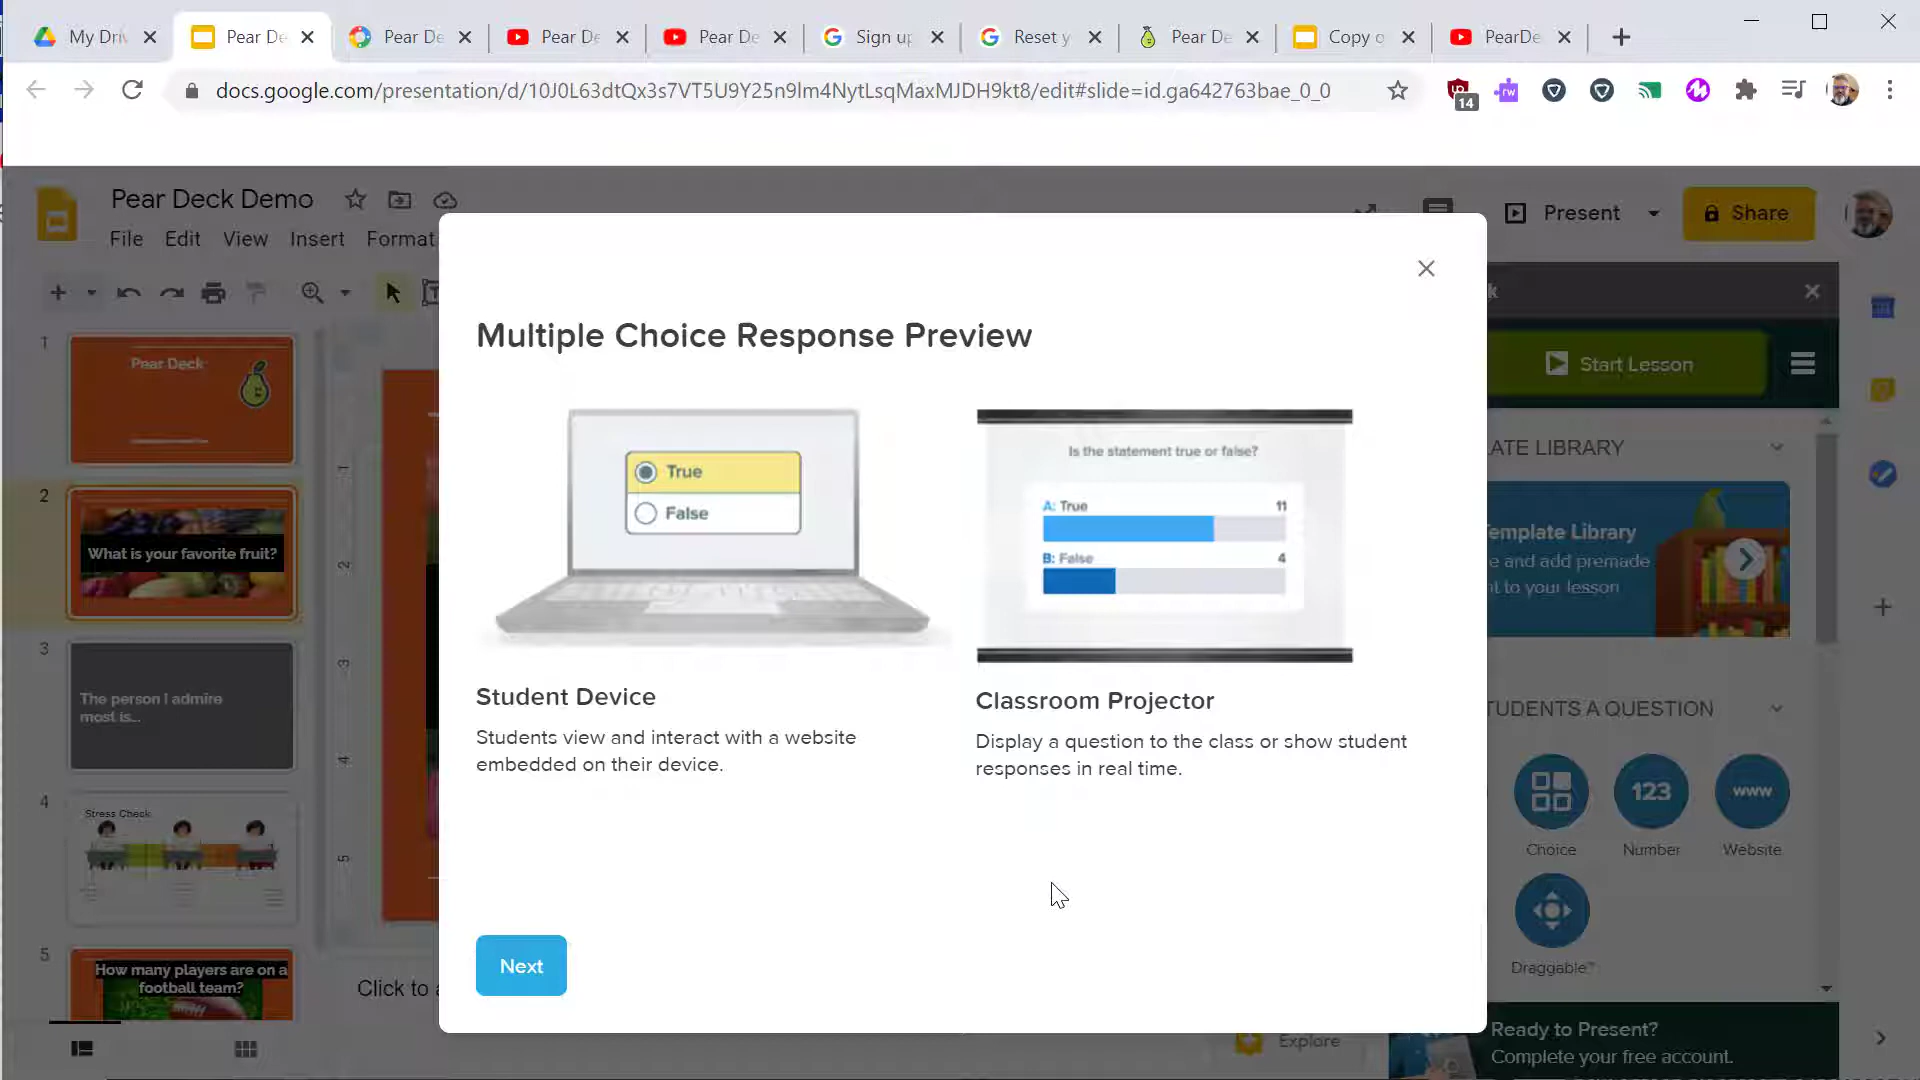 My Dri
Pear De
Pear De
Pear De
Pear De
Sign up
Reset y
Pear De
Copy o
PearDe
docs.google.com/presentation/d/10J0L63dtQx3s7VT5U9Y25n9lm4NytLsqMaxMJDH9kt8/edit#slide=id.ga642763bae_0_0
14
rw
Pear Deck Demo
File Edit View Insert Format
Present
Share
Multiple Choice Response Preview
True
False
Is the statement true or false?
A: True 11
B: False 4
Student Device
Students view and interact with a website
embedded on their device.
Classroom Projector
Display a question to the class or show student
responses in real time.
Next
1
Pear Deck
2
What is your favorite fruit?
3
The person I admire
most is...
4
Stress Check
5
How many players are on a
football team?
1
2
3
4
5
Click to
k
Start Lesson
ATE LIBRARY
Template Library
e and add premade
t to your lesson
TUDENTS A QUESTION
123
www
Choice
Number
Website
Draggable™
Explore
Ready to Present?
Complete your free account.